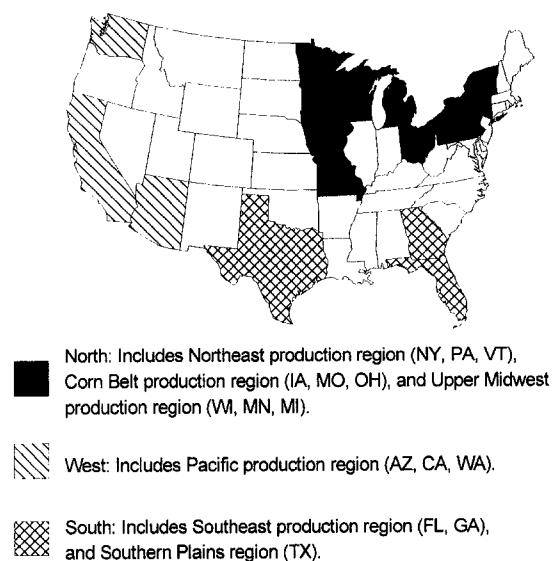 North: Includes Northeast production region (NY, PA, VT),
Corn Belt production region (IA, MO, OH), and Upper Midwest
production region (WI, MN, MI).
West: Includes Pacific production region (AZ, CA, WA).
South: Includes Southeast production region (FL, GA),
and Southern Plains region (TX).